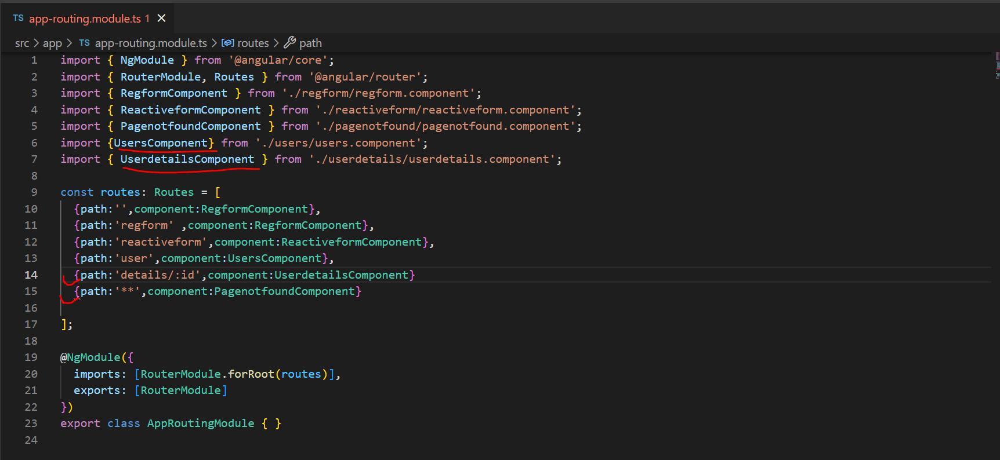 TS app-routing.module.ts 1 ×
src > app > TS app-routing.module.ts > routes > path
1 import { NgModule } from '@angular/core';
2 import { RouterModule, Routes } from '@angular/router';
3 import { RegformComponent } from './regform/regform.component';
4 import { ReactiveformComponent } from './reactiveform/reactiveform.component';
5 import { PagenotfoundComponent } from './pagenotfound/pagenotfound.component';
6 import {UsersComponent} from './users/users.component';
7 import { UserdetailsComponent } from './userdetails/userdetails.component';
8
9 const routes: Routes = [
10 {path:'',component:RegformComponent},
11 {path:'regform' ,component:RegformComponent},
12 {path:'reactiveform',component:ReactiveformComponent},
13 {path:'user',component:UsersComponent},
14 {path:'details/:id',component:UserdetailsComponent}
15 {path:'**',component:PagenotfoundComponent}
16
17 ];
18
19 @NgModule({
20 imports: [RouterModule.forRoot(routes)],
21 exports: [RouterModule]
22 })
23 export class AppRoutingModule { }
24